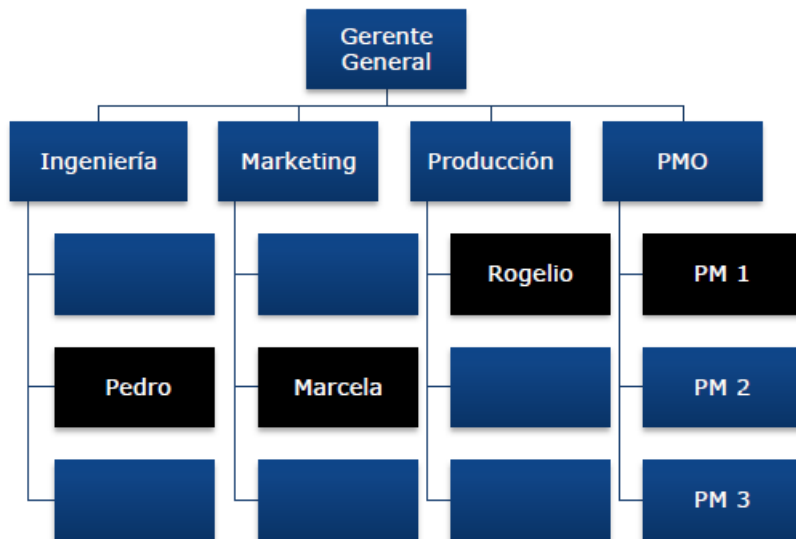 Gerente
General
Ingeniería
Marketing
Producción
PMO
Rogelio
PM 1
Pedro
Marcela
PM 2
PM 3